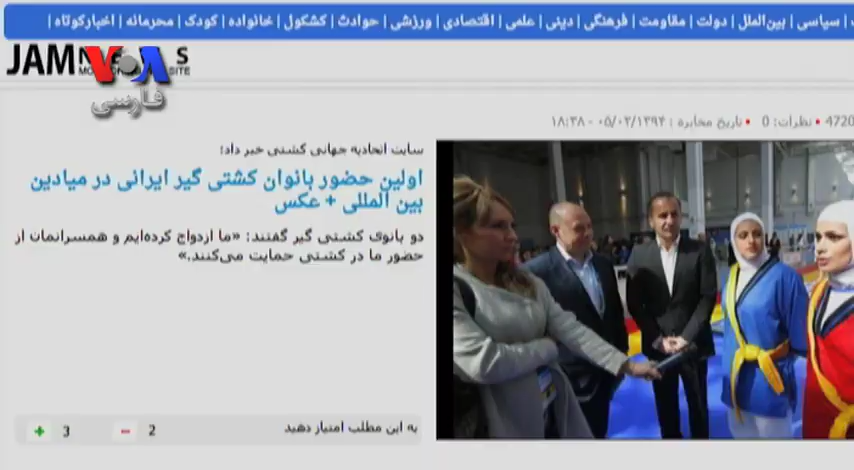 سیاسی | بین‌الملل | دولت | مقاومت | فرهنگی | دینی | علمی | اقتصادی | ورزشی | حوادث | کشکول | خانواده | کودک | محرمانه | اخبارکوتاه |
JAM
VOA
فارسی
4720 • نظرات: 0 • تاریخ مخابره : ۰۵/۰۲/۱۳۹۴ - ۱۸:۳۸
سایت اتحادیه جهانی کشتی خبر داد؛
اولین حضور بانوان کشتی گیر ایرانی در میادین
بین المللی + عکس
دو بانوی کشتی گیر گفتند: «ما ازدواج کرده‌ایم و همسرانمان از
حضور ما در کشتی حمایت می‌کنند.»
به این مطلب امتیاز دهید 2 − 3 +